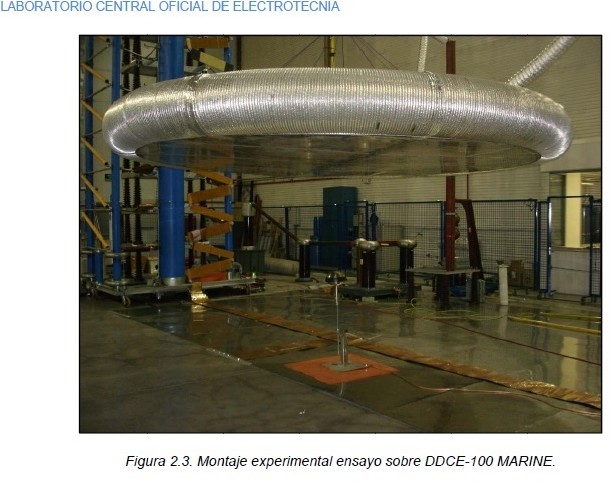 LABORATORIO CENTRAL OFICIAL DE ELECTROTECNIA
Figura 2.3. Montaje experimental ensayo sobre DDCE-100 MARINE.